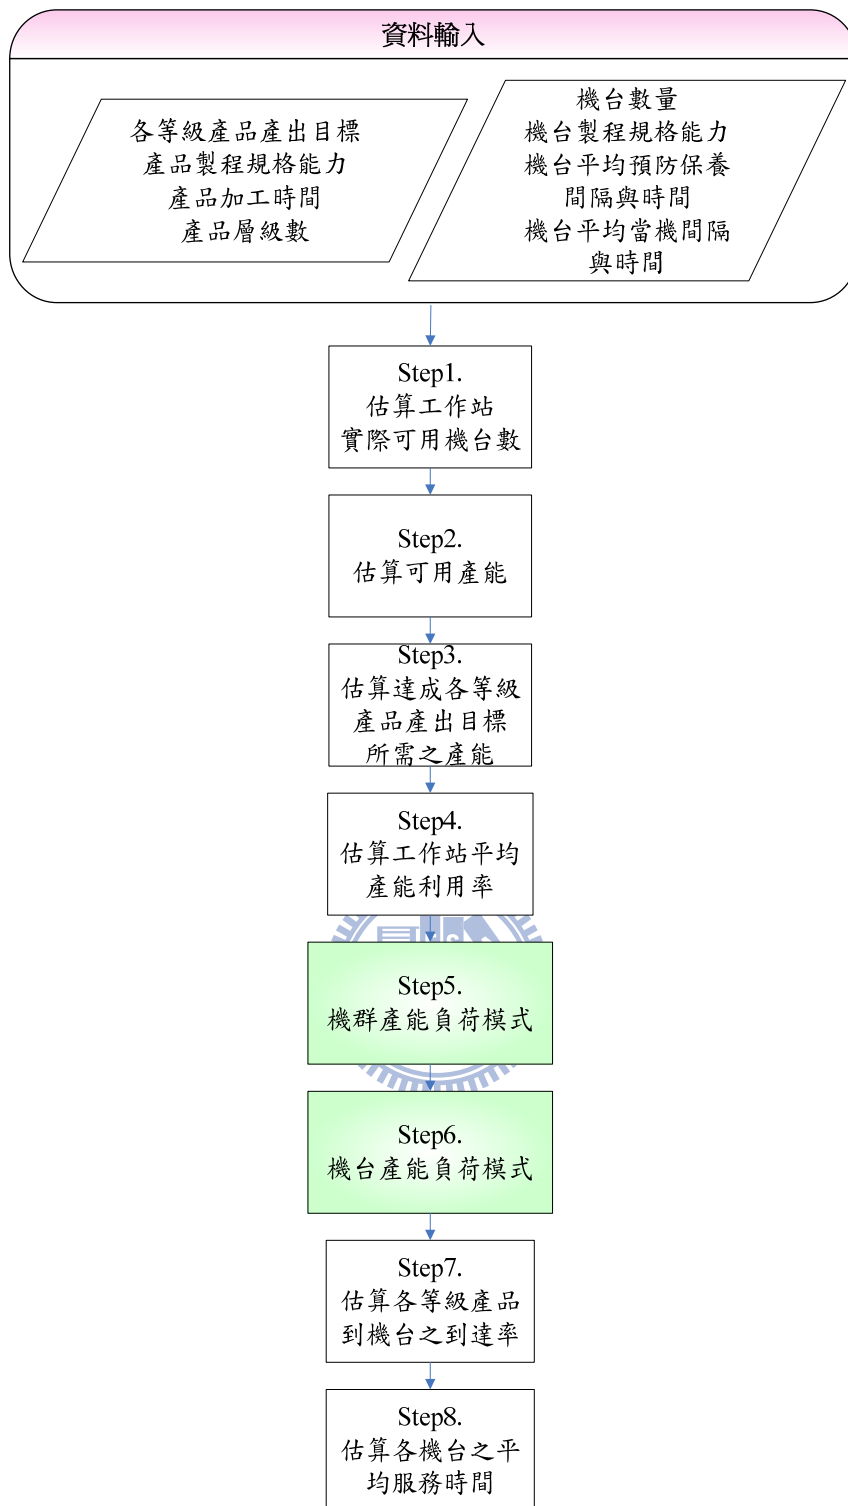 資料輸入
各等級產品產出目標
產品製程規格能力
產品加工時間
產品層級數
機台數量
機台製程規格能力
機台平均預防保養
間隔與時間
機台平均當機間隔
與時間
Step1.
估算工作站
實際可用機台數
Step2.
估算可用產能
Step3.
估算達成各等級
產品產出目標
所需之產能
Step4.
估算工作站平均
產能利用率
Step5.
機群產能負荷模式
Step6.
機台產能負荷模式
Step7.
估算各等級產品
到機台之到達率
Step8.
估算各機台之平
均服務時間